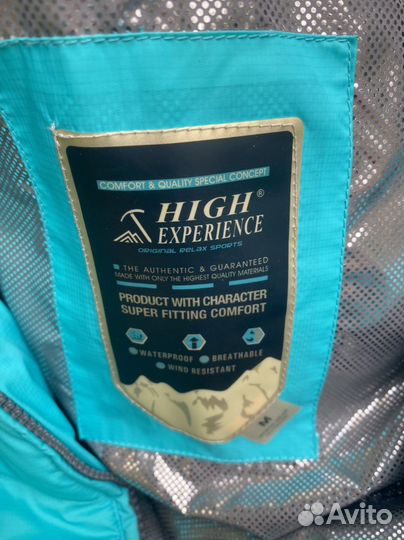 COMFORT & QUALITY SPECIAL CONCEPT
HIGH ®
EXPERIENCE
ORIGINAL RELAX SPORTS
THE AUTHENTIC & GUARANTEED
MADE WITH ONLY THE HIGHEST QUALITY MATERIALS
PRODUCT WITH CHARACTER
SUPER FITTING COMFORT
WATERPROOF BREATHABLE
WIND RESISTANT
M
Avito